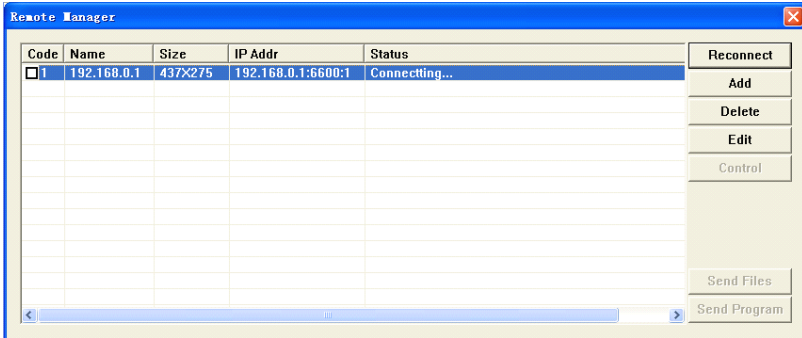 Remote Manager
Code Name Size IP Addr Status
1 192.168.0.1 437X275 192.168.0.1:6600:1 Connectting...
Reconnect
Add
Delete
Edit
Control
Send Files
Send Program